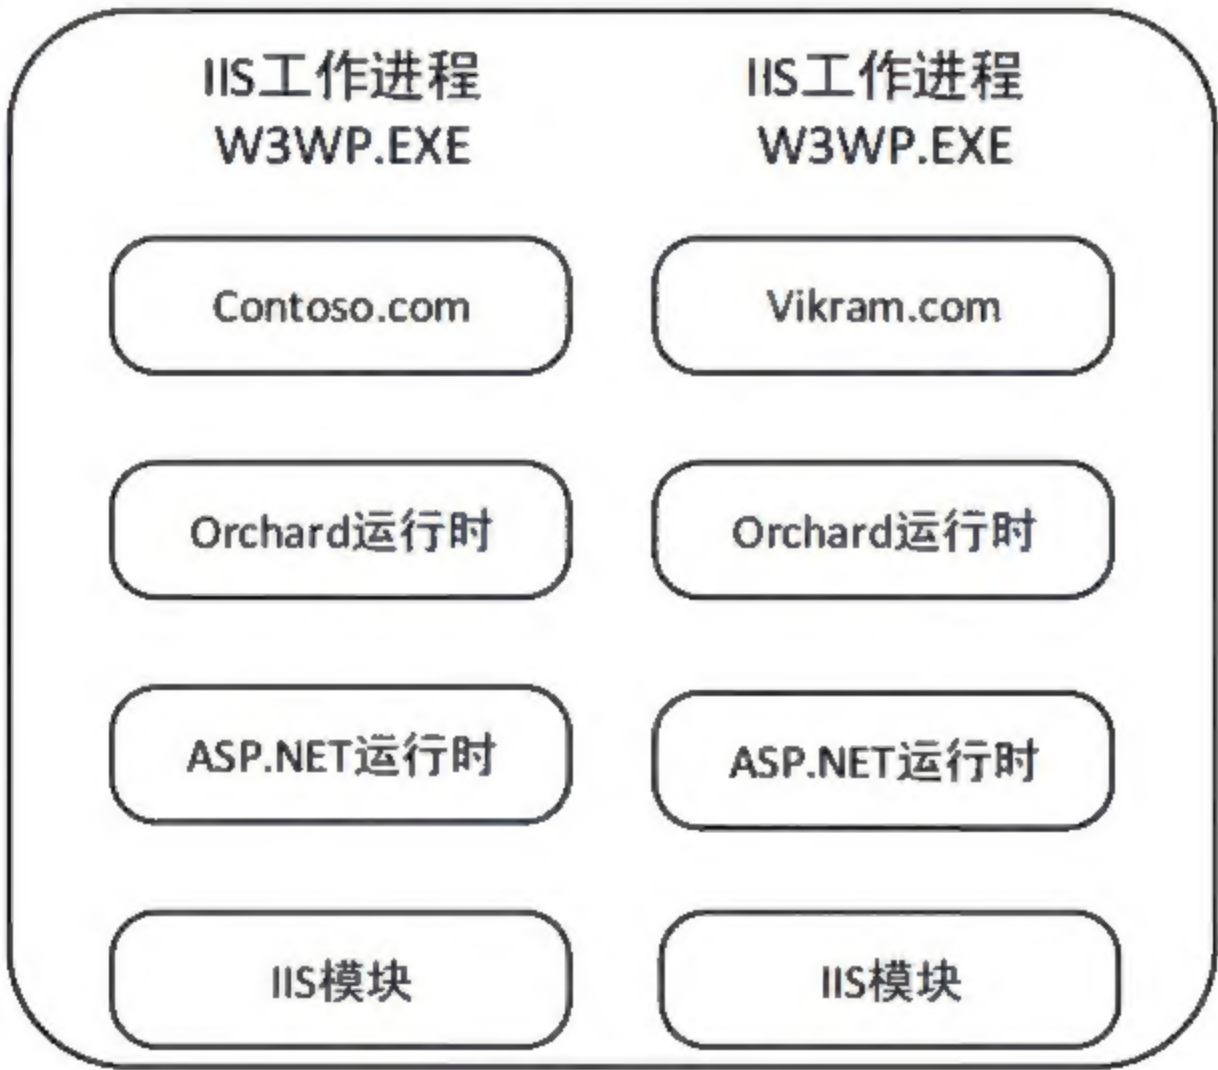 IIS工作进程
W3WP.EXE
Contoso.com
Orchard运行时
ASP.NET运行时
IIS模块
IIS工作进程
W3WP.EXE
Vikram.com
Orchard运行时
ASP.NET运行时
IIS模块